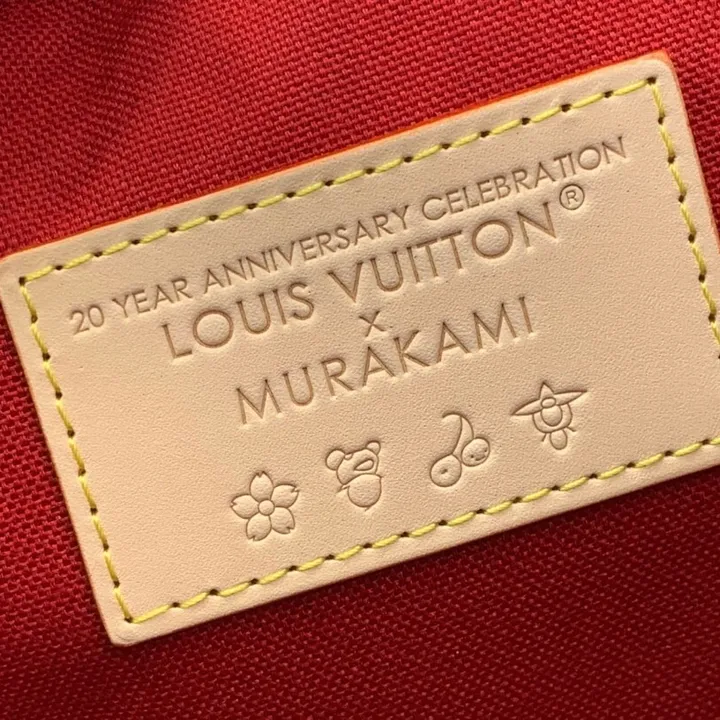 20 YEAR ANNIVERSARY CELEBRATION
LOUIS VUITTON®
x
MURAKAMI